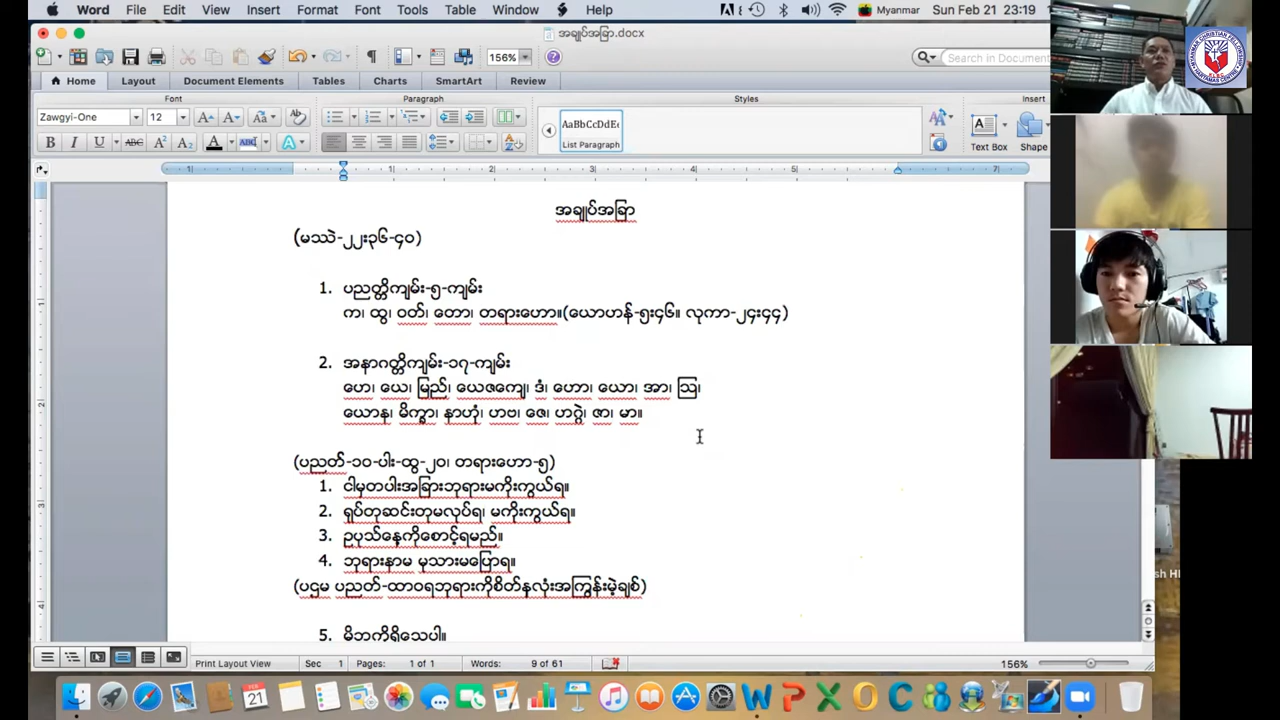 Word File Edit View Insert Format Font Tools Table Window Help Myanmar Sun Feb 21 23:19
အချုပ်အခြာ.docx
156% Search in Document
Home Layout Document Elements Tables Charts SmartArt Review
Font Paragraph Styles Insert
Zawgyi-One 12 AaBbCcDdEe
B I U ABC A² A₂ List Paragraph Text Box Shape
အချုပ်အခြာ
(မဿဲ-၂၂း၃၆-၄၀)
1. ပညတ္တိကျမ်း-၅-ကျမ်း
က၊ ထွ၊ ဝတ်၊ တော၊ တရားဟော။(ယောဟန်-၅း၄၆။ လုကာ-၂၄း၄၄)
2. အနာဂတ္တိကျမ်း-၁၇-ကျမ်း
ဟေ၊ ယေ၊ မြည်၊ ယေဇကျေ၊ ဒံ၊ ဟော၊ ယော၊ အာ၊ ဩ၊
ယောန၊ မိက္ခာ၊ နာဟုံ၊ ဟဗ၊ ဇေ၊ ဟဂ္ဂဲ၊ ဇာ၊ မာ။
(ပညတ်-၁၀-ပါး-ထွ-၂၀၊ တရားဟော-၅)
1. ငါမှတပါးအခြားဘုရားမကိုးကွယ်ရ။
2. ရုပ်တုဆင်းတုမလုပ်ရ၊ မကိုးကွယ်ရ။
3. ဥပုသ်နေ့ကိုစောင့်ရမည်။
4. ဘုရားနာမ မုသားမပြောရ။
(ပဌမ ပညတ်-ထာဝရဘုရားကိုစိတ်နှလုံးအကြွန်းမဲ့ချစ်)
5. မိဘကိုရိုသေပါ။
Print Layout View Sec 1 Pages: 1 of 1 Words: 9 of 61 156%